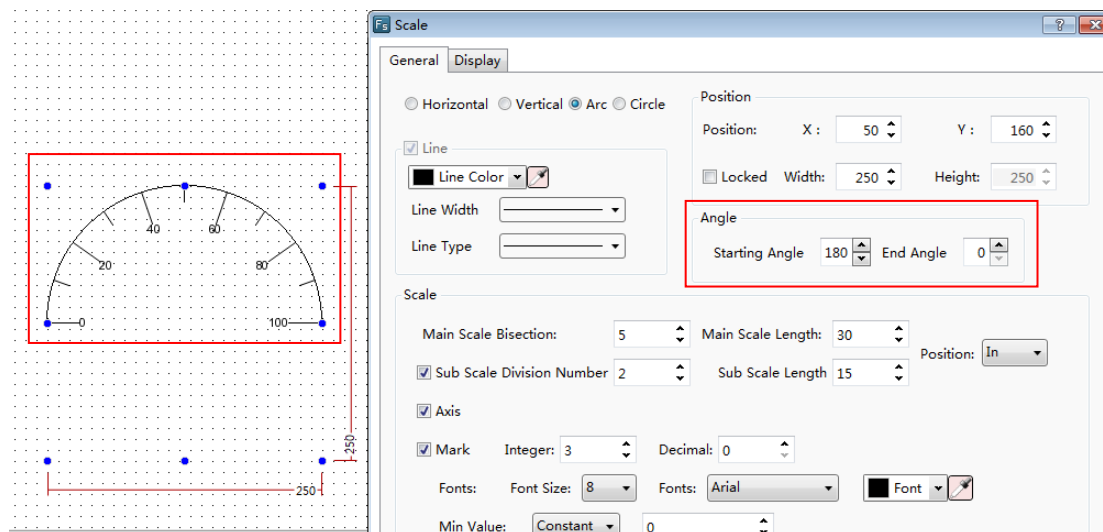 Fs Scale
?
General Display
Horizontal Vertical Arc Circle
Position
Position: X : 50 Y : 160
Line
Locked Width: 250 Height: 250
Line Color
Line Width
Angle
Line Type
Starting Angle 180 End Angle 0
Scale
Main Scale Bisection: 5 Main Scale Length: 30
Position: In
Sub Scale Division Number 2 Sub Scale Length 15
Axis
Mark Integer: 3 Decimal: 0
Fonts: Font Size: 8 Fonts: Arial Font
Min Value: Constant 0
40 60
20 80
0 100
250
250